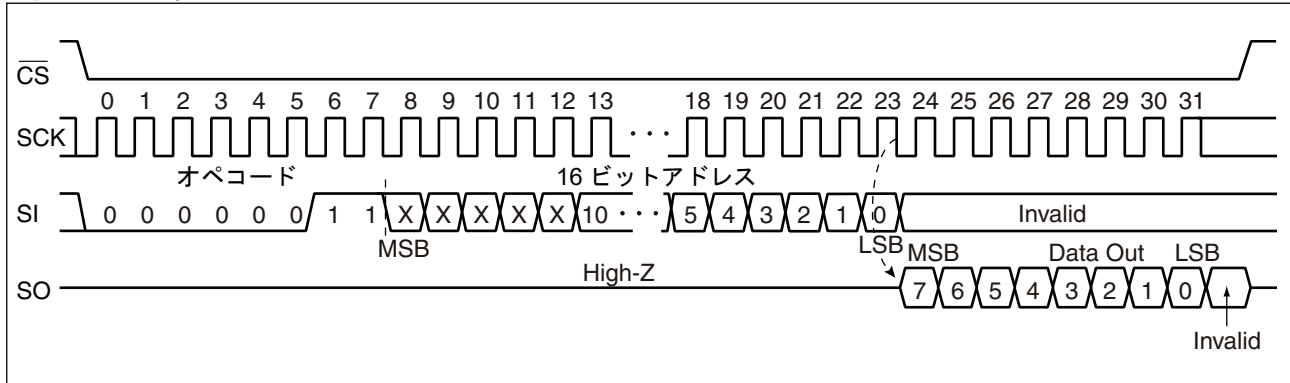 CS
0 1 2 3 4 5 6 7 8 9 10 11 12 13 18 19 20 21 22 23 24 25 26 27 28 29 30 31
SCK ···
オペコード 16 ビットアドレス
SI 0 0 0 0 0 0 1 1 X X X X X 10 ··· 5 4 3 2 1 0 Invalid
MSB LSB MSB Data Out LSB
High-Z
SO 7 6 5 4 3 2 1 0
Invalid